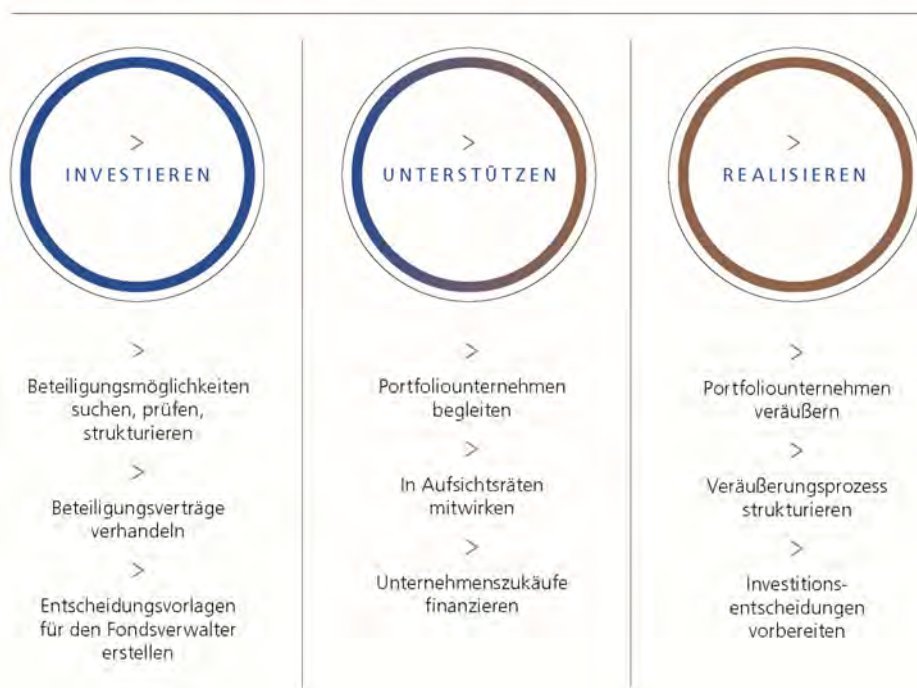 >
INVESTIEREN
>
Beteiligungsmöglichkeiten
suchen, prüfen,
strukturieren
>
Beteiligungsverträge
verhandeln
>
Entscheidungsvorlagen
für den Fondsverwalter
erstellen
>
UNTERSTÜTZEN
>
Portfoliounternehmen
begleiten
>
In Aufsichtsräten
mitwirken
>
Unternehmenszukäufe
finanzieren
>
REALISIEREN
>
Portfoliounternehmen
veräußern
>
Veräußerungsprozess
strukturieren
>
Investitions-
entscheidungen
vorbereiten